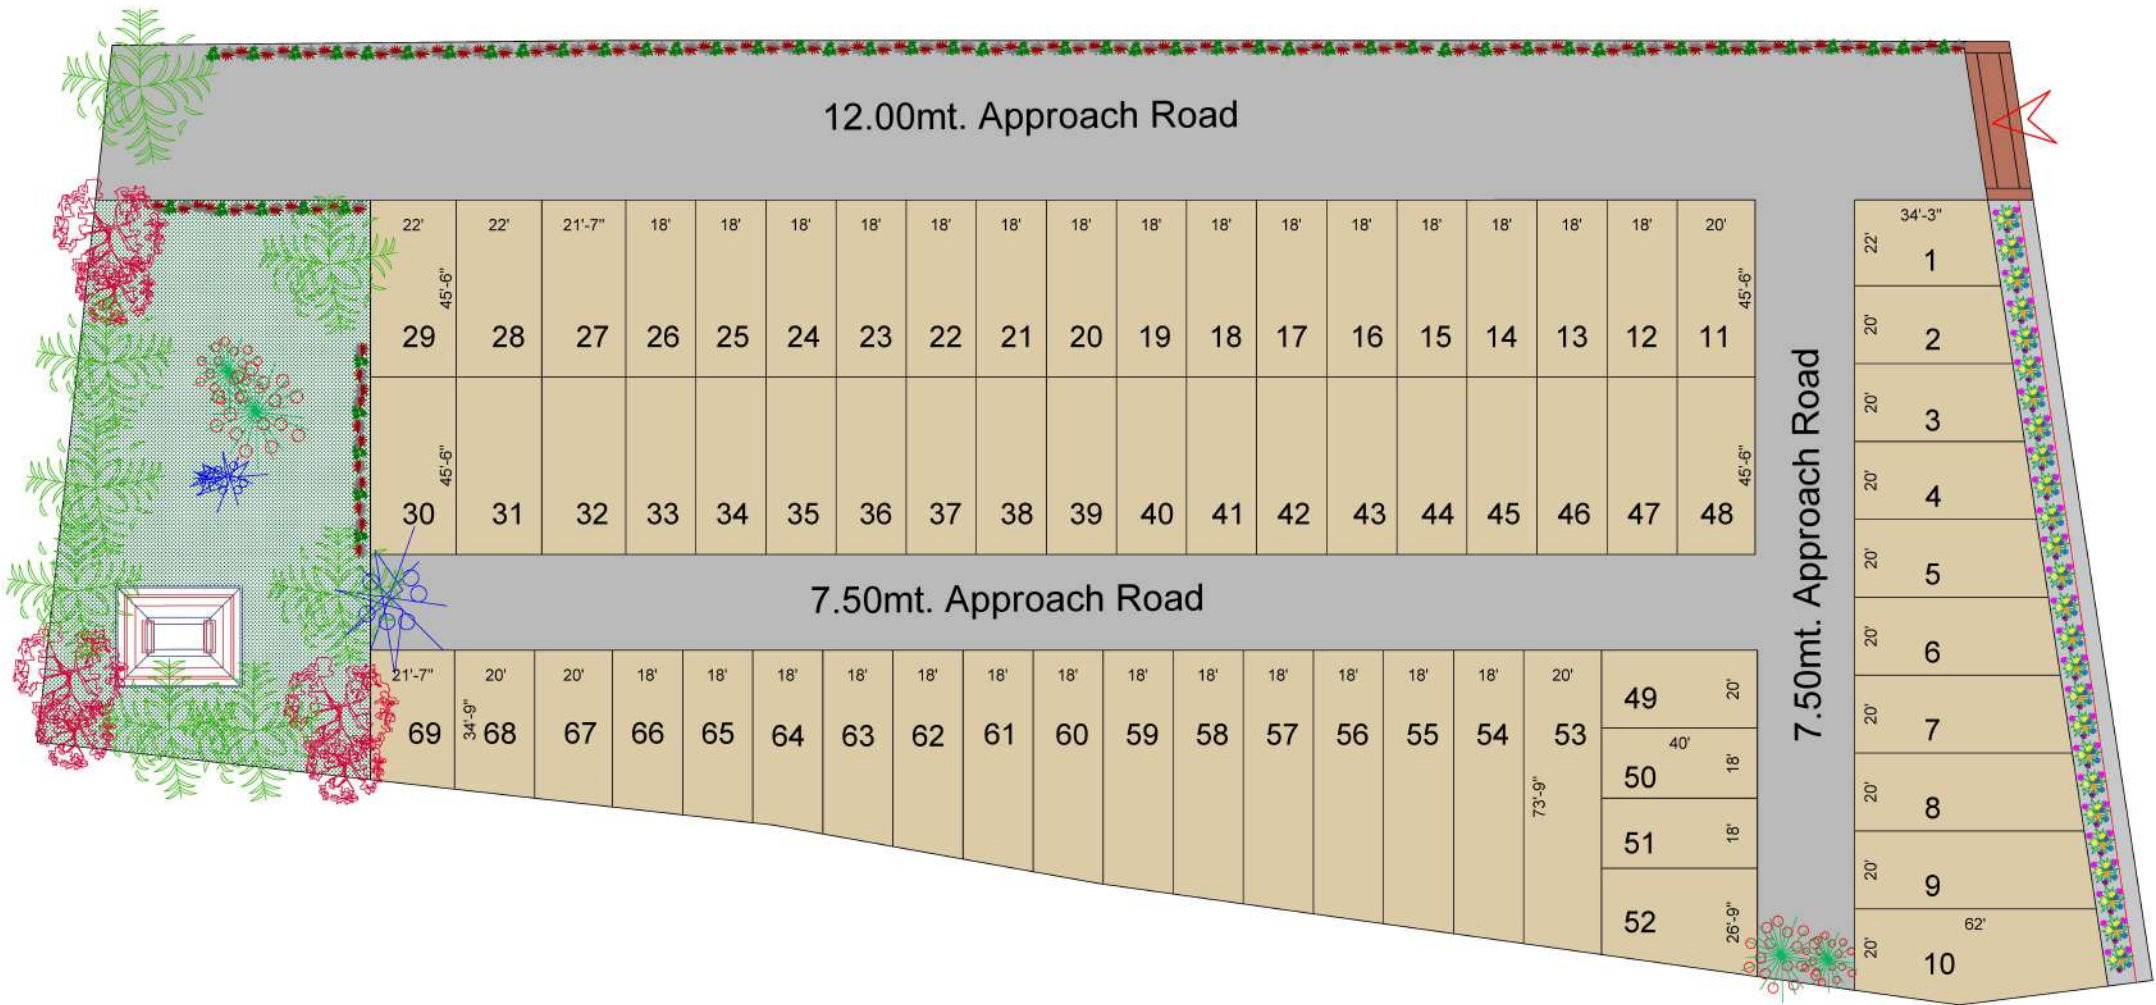 12.00mt. Approach Road
22' 22' 21'-7" 18' 18' 18' 18' 18' 18' 18' 18' 18' 18' 18' 18' 18' 18' 18' 20'
45'-6" 45'-6"
29 28 27 26 25 24 23 22 21 20 19 18 17 16 15 14 13 12 11
45'-6" 45'-6"
30 31 32 33 34 35 36 37 38 39 40 41 42 43 44 45 46 47 48
7.50mt. Approach Road
21'-7" 20' 20' 18' 18' 18' 18' 18' 18' 18' 18' 18' 18' 18' 18' 18' 20'
34'-9"
69 68 67 66 65 64 63 62 61 60 59 58 57 56 55 54 53
73'-9"
49 20'
40'
50 18'
51 18'
52 26'-9"
7.50mt. Approach Road
34'-3"
22' 1
20' 2
20' 3
20' 4
20' 5
20' 6
20' 7
20' 8
20' 9
62'
20' 10